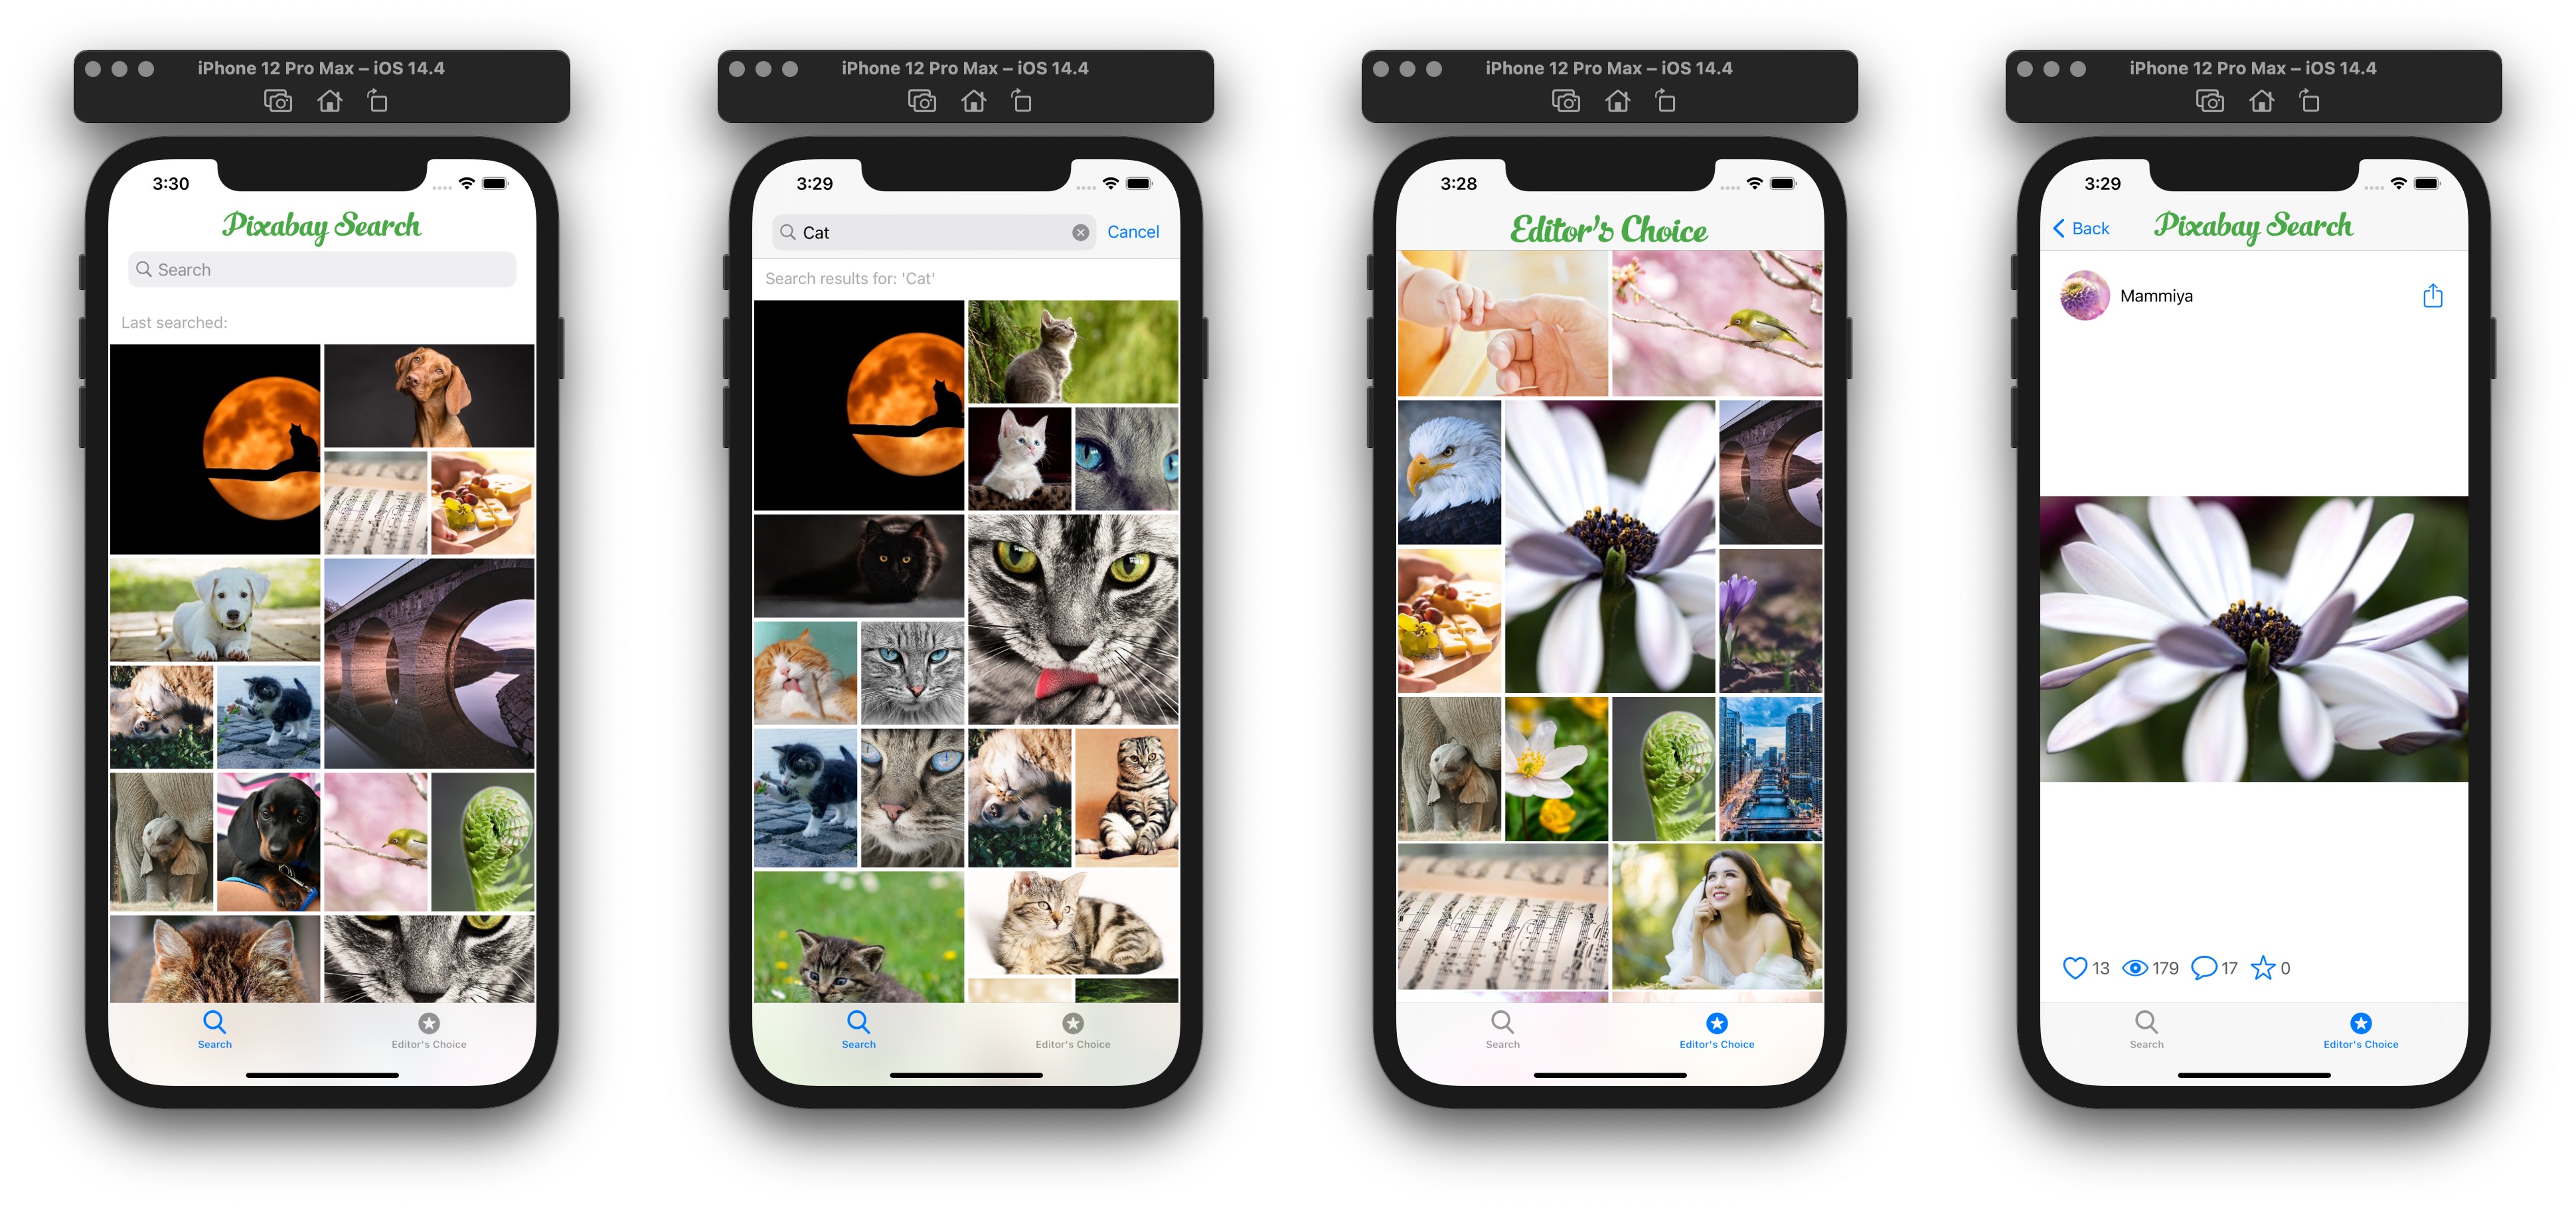 iPhone 12 Pro Max – iOS 14.4
3:30
Pixabay Search
Search
Last searched:
Search
Editor's Choice
iPhone 12 Pro Max – iOS 14.4
3:29
Cat
Cancel
Search results for: 'Cat'
Search
Editor's Choice
iPhone 12 Pro Max – iOS 14.4
3:28
Editor's Choice
Search
Editor's Choice
iPhone 12 Pro Max – iOS 14.4
3:29
Back
Pixabay Search
Mammiya
13
179
17
0
Search
Editor's Choice